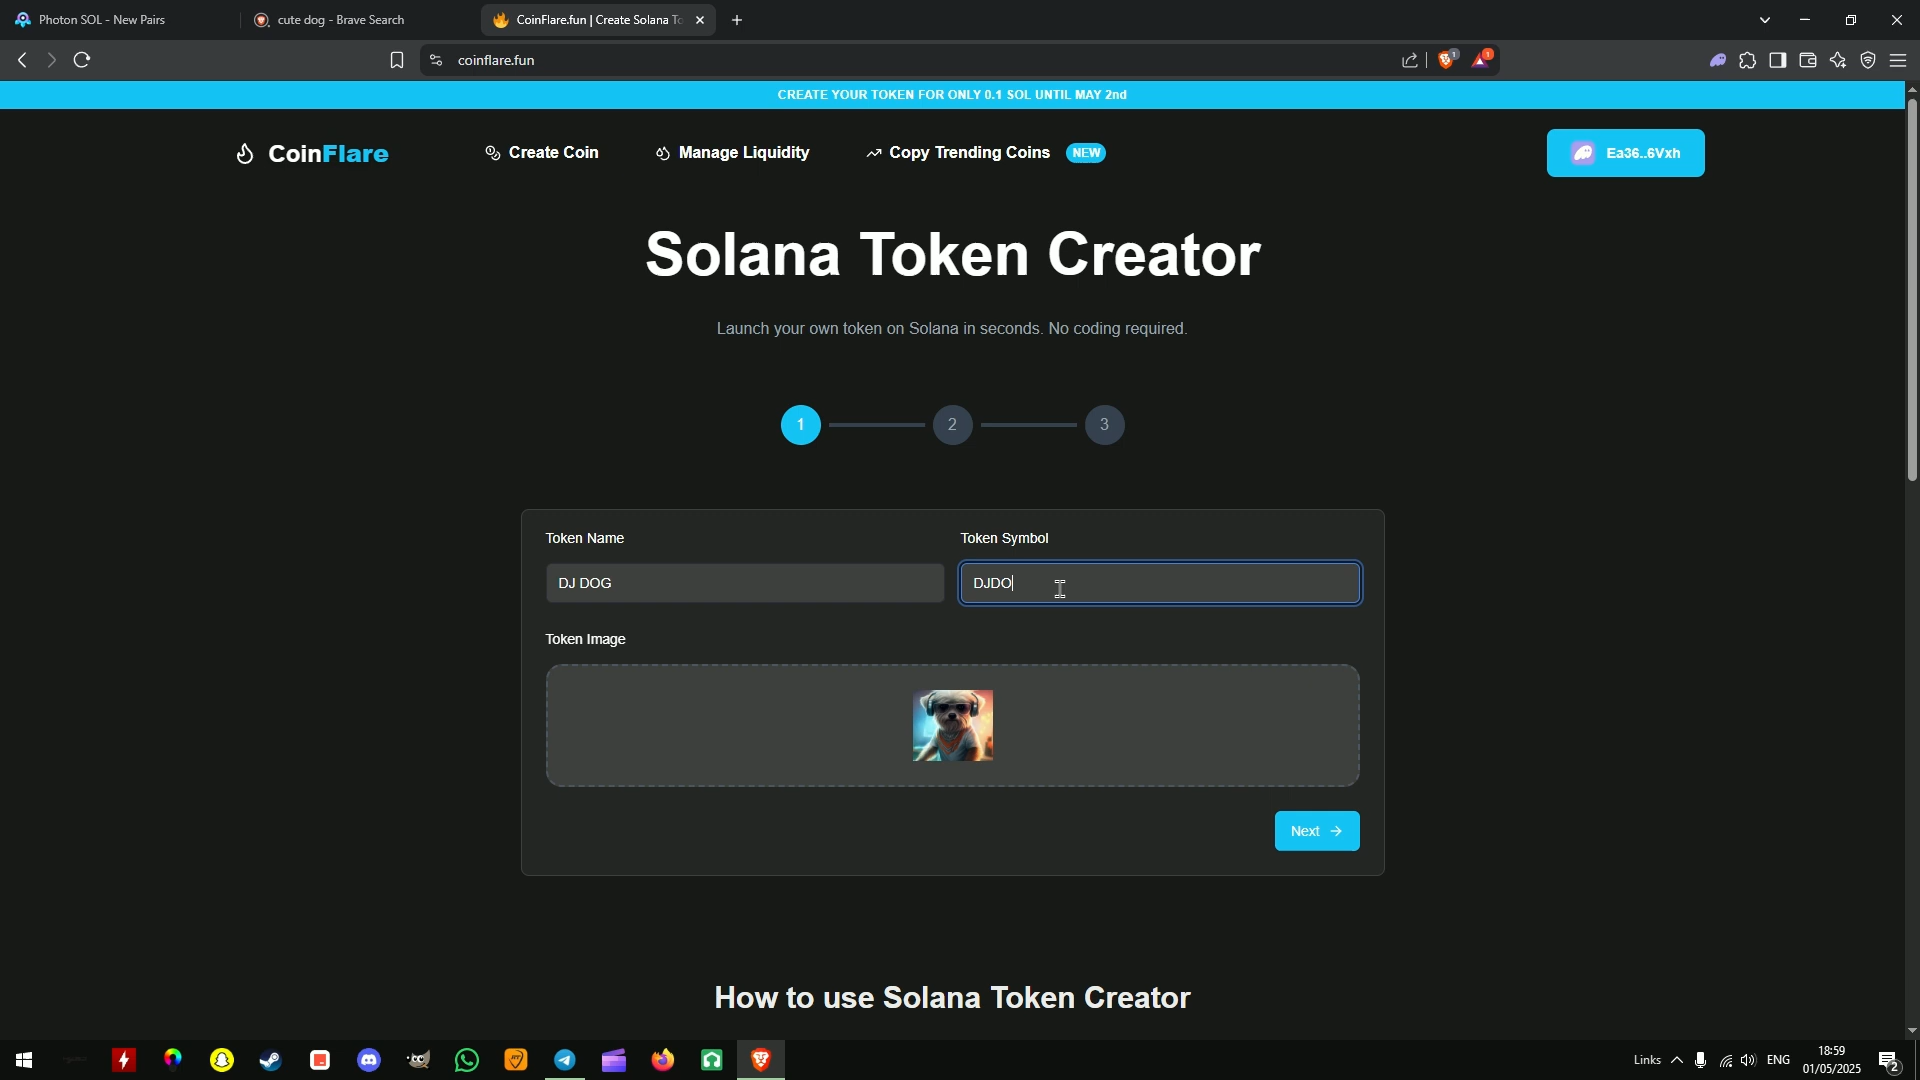 Photon SOL - New Pairs
cute dog - Brave Search
CoinFlare.fun | Create Solana To
coinflare.fun
1
1
CREATE YOUR TOKEN FOR ONLY 0.1 SOL UNTIL MAY 2nd
CoinFlare
Create Coin
Manage Liquidity
Copy Trending Coins NEW
Ea36..6Vxh
Solana Token Creator
Launch your own token on Solana in seconds. No coding required.
1
2
3
Token Name
Token Symbol
DJ DOG
DJDO
Token Image
Next
How to use Solana Token Creator
Links
ENG
18:59
01/05/2025
2